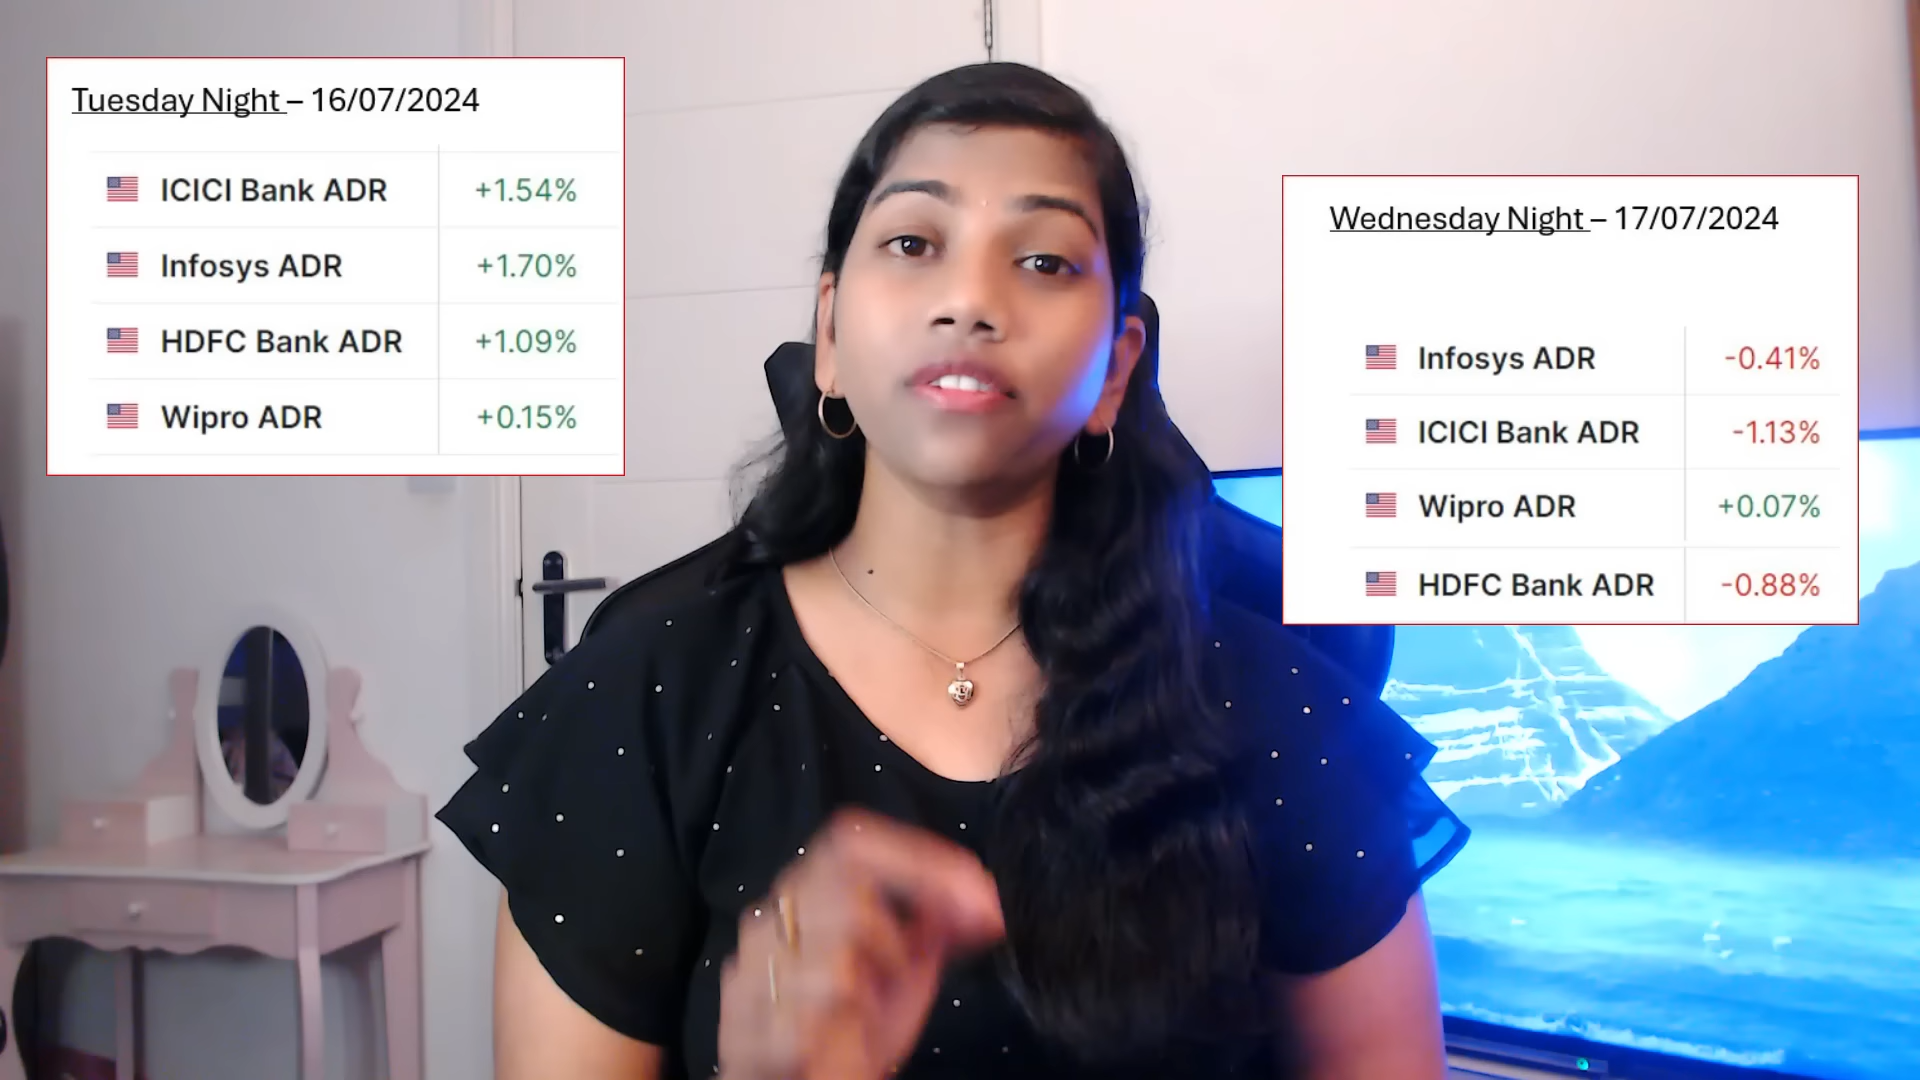 Tuesday Night – 16/07/2024
ICICI Bank ADR +1.54%
Infosys ADR +1.70%
HDFC Bank ADR +1.09%
Wipro ADR +0.15%
Wednesday Night – 17/07/2024
Infosys ADR -0.41%
ICICI Bank ADR -1.13%
Wipro ADR +0.07%
HDFC Bank ADR -0.88%